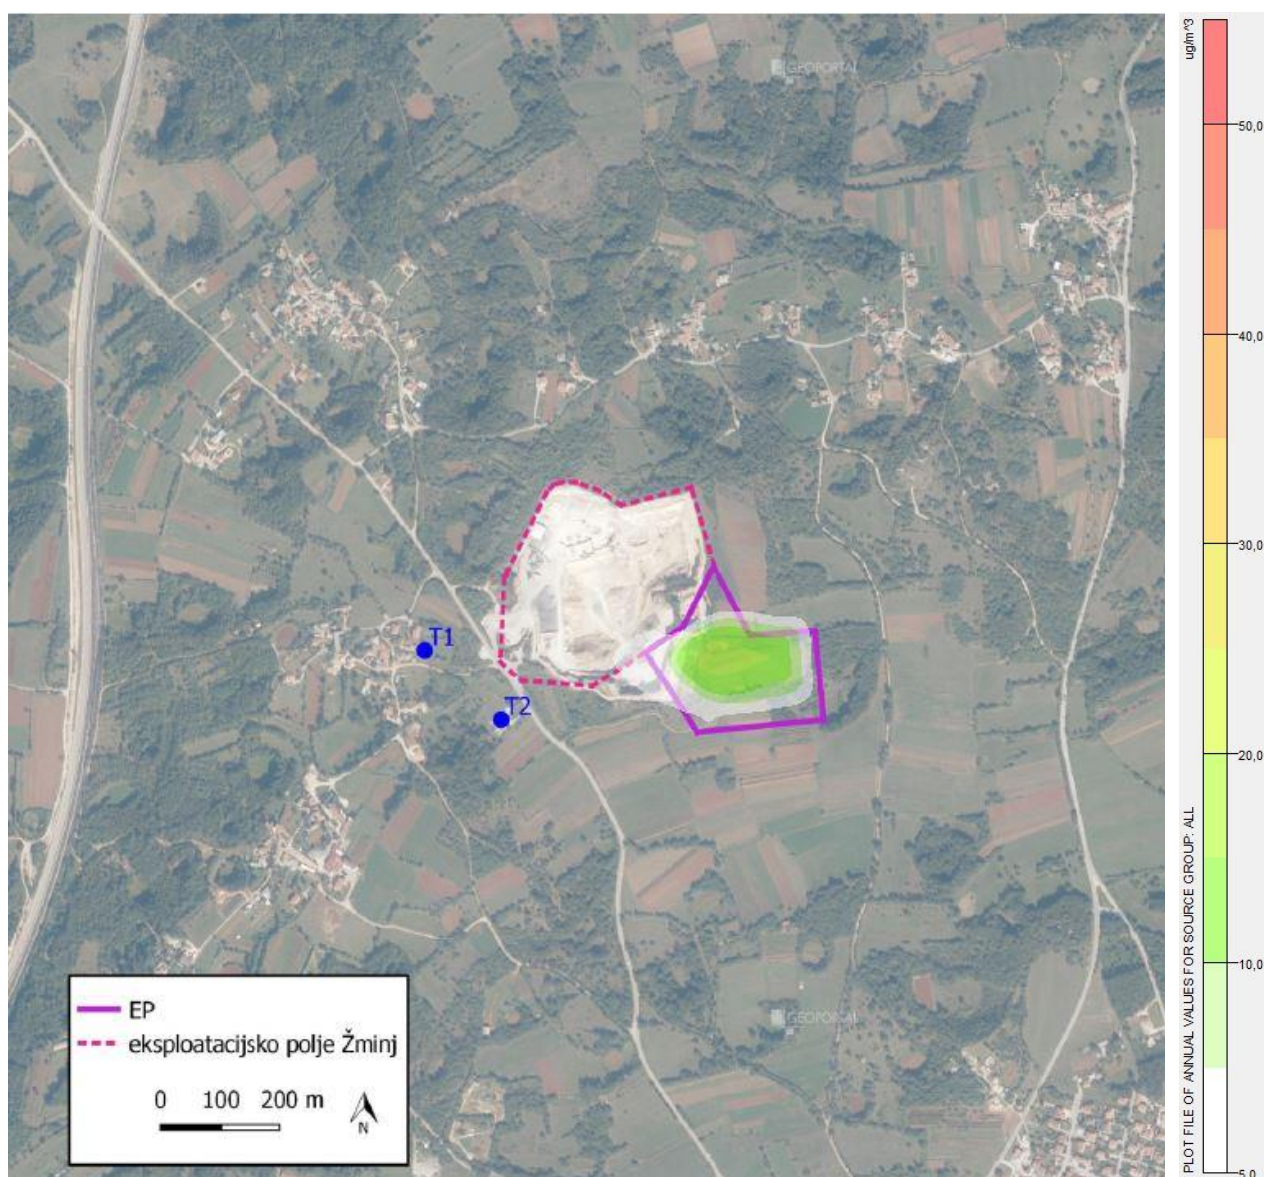 GEOPORTAL
T1
T2
EP
eksploatacijsko polje Žminj
0 100 200 m
N
GEOPORTAL
ug/m^3
50,0
40,0
30,0
20,0
10,0
5,0
PLOT FILE OF ANNUAL VALUES FOR SOURCE GROUP: ALL